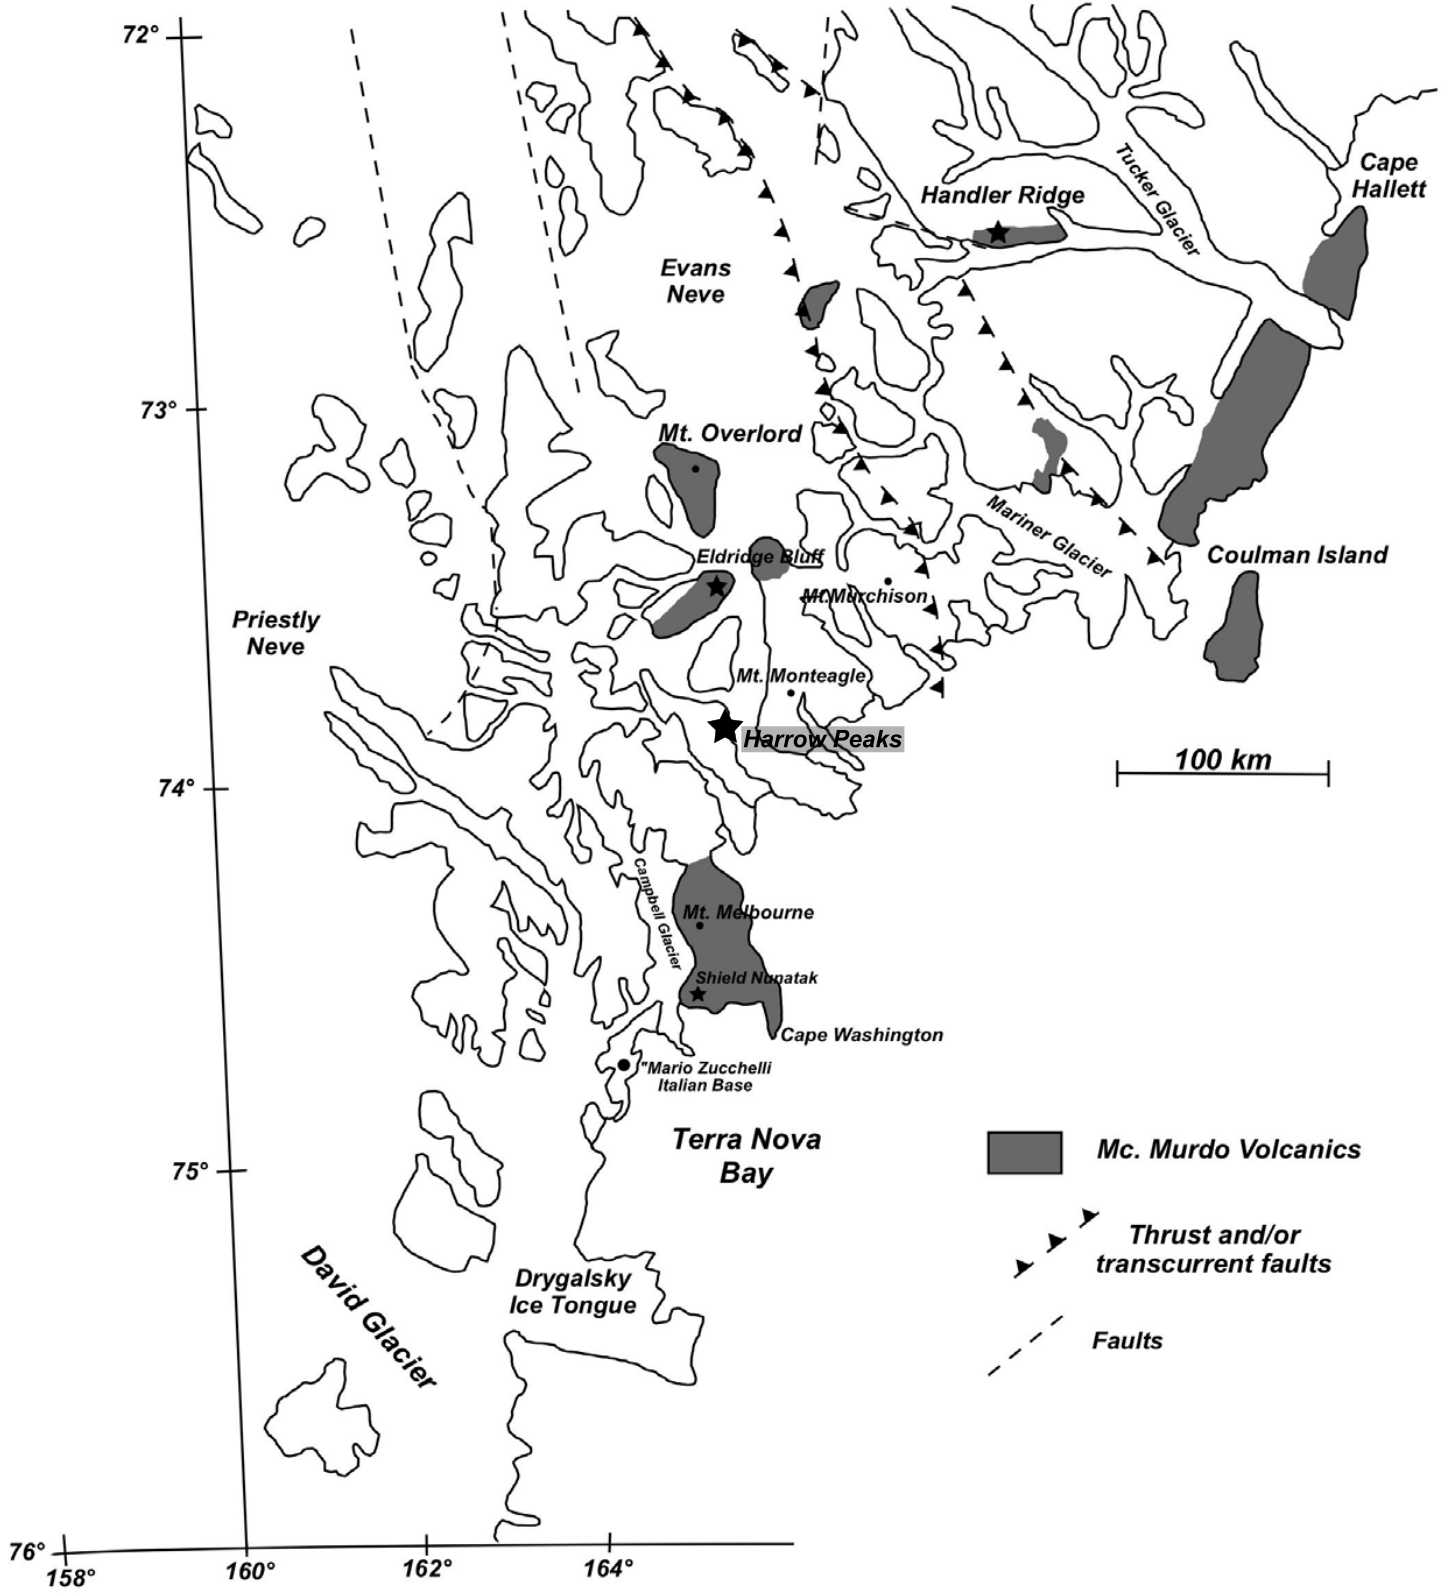 72°
Cape
Hallett
Tucker Glacier
Handler Ridge
Evans
Neve
73°
Mt. Overlord
Mariner Glacier
Eldridge Bluff
Coulman Island
Mt.Murchison
Priestly
Neve
Mt. Monteagle
Harrow Peaks
100 km
74°
Campbell Glacier
Mt. Melbourne
Shield Nunatak
Cape Washington
"Mario Zucchelli
Italian Base
Terra Nova
Bay
Mc. Murdo Volcanics
75°
Thrust and/or
transcurrent faults
David Glacier
Drygalsky
Ice Tongue
Faults
76°
158°
160°
162°
164°